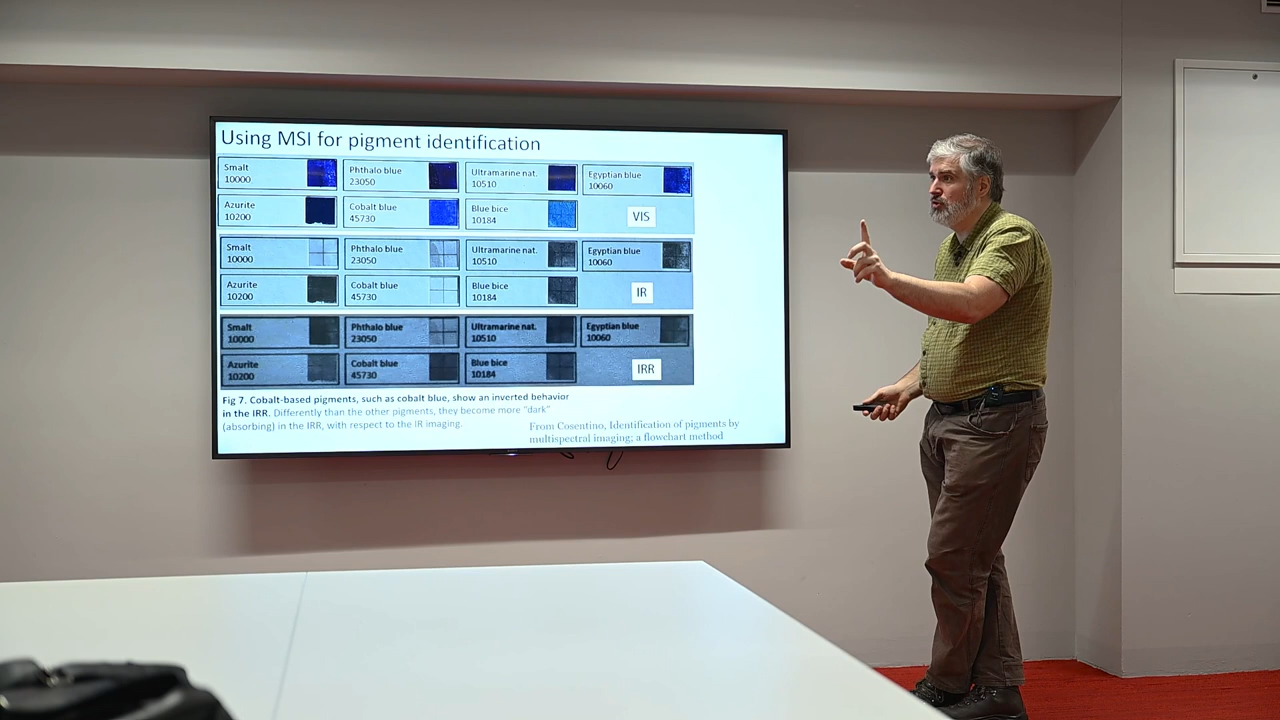 Using MSI for pigment identification
Smalt
10000
Phthalo blue
23050
Ultramarine nat.
10510
Egyptian blue
10060
Azurite
10200
Cobalt blue
45730
Blue bice
10184
VIS
Smalt
10000
Phthalo blue
23050
Ultramarine nat.
10510
Egyptian blue
10060
Azurite
10200
Cobalt blue
45730
Blue bice
10184
IR
Smalt
10000
Phthalo blue
23050
Ultramarine nat.
10510
Egyptian blue
10060
Azurite
10200
Cobalt blue
45730
Blue bice
10184
IRR
Fig 7. Cobalt-based pigments, such as cobalt blue, show an inverted behavior
in the IRR. Differently than the other pigments, they become more “dark”
(absorbing) in the IRR, with respect to the IR imaging.
From Cosentino, Identification of pigments by
multispectral imaging; a flowchart method